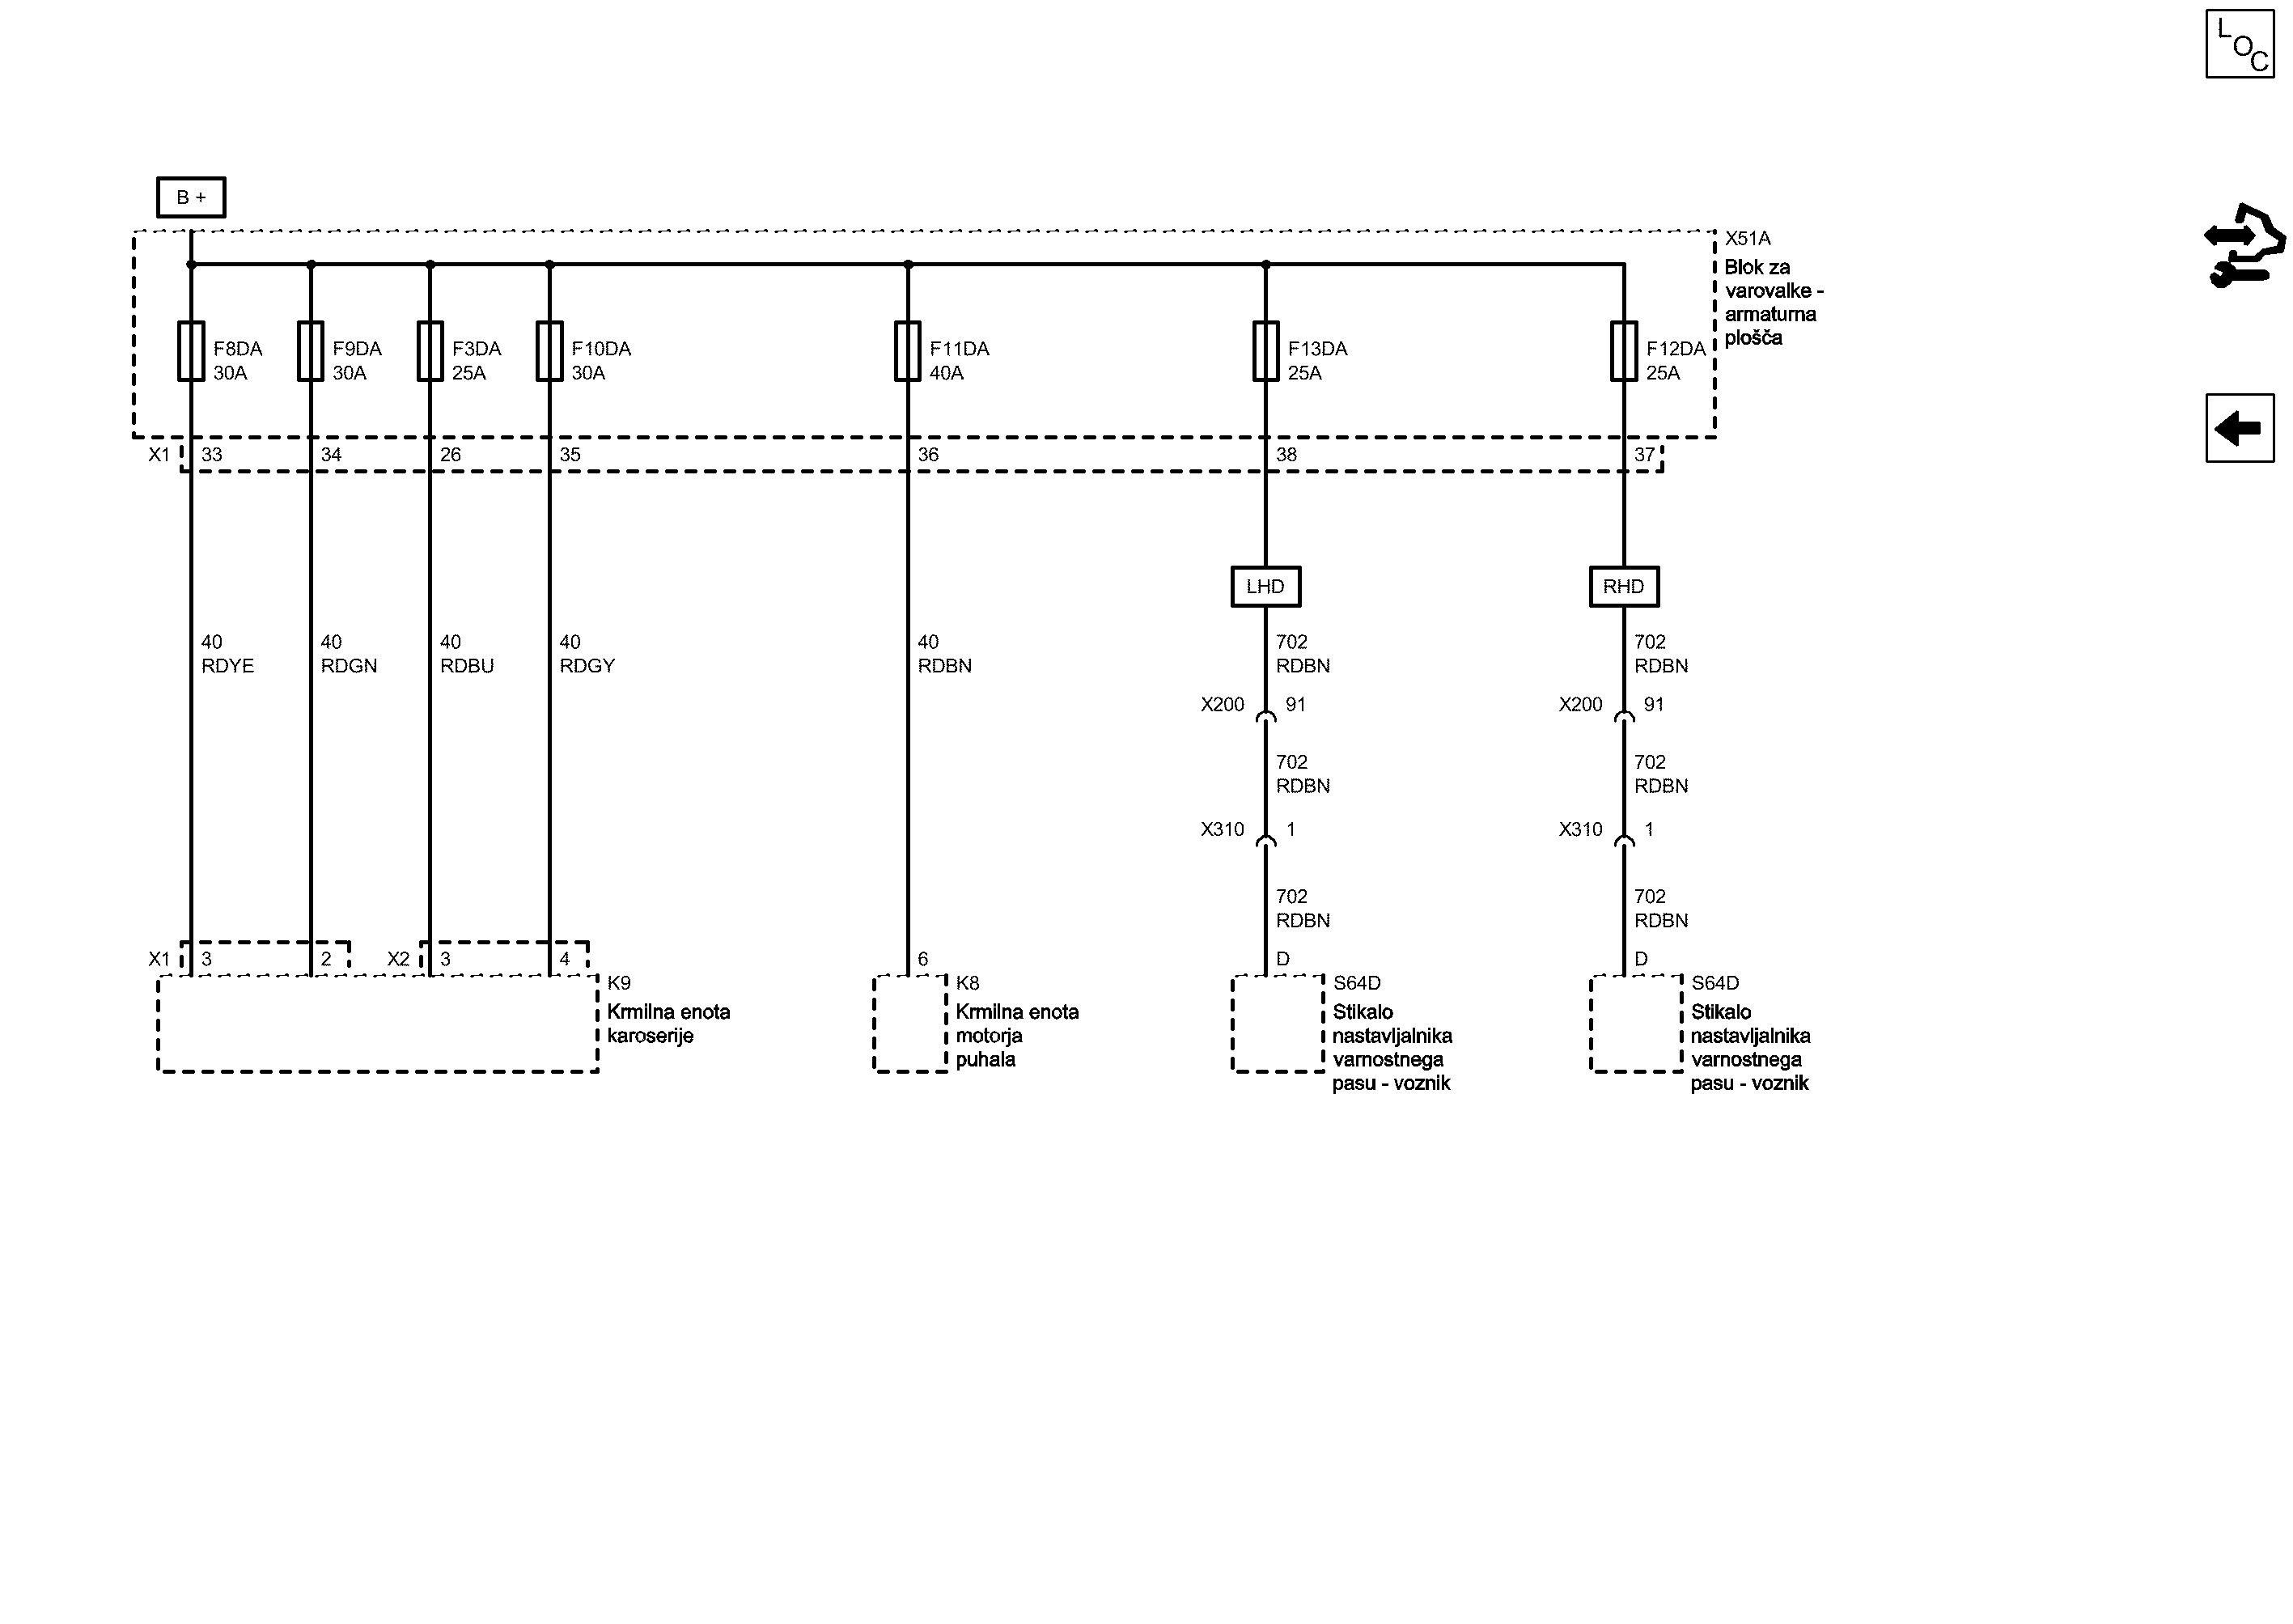 L
O
C
B +
X51A
Blok za
varovalke -
armaturna
plošča
F8DA
30A
F9DA
30A
F3DA
25A
F10DA
30A
F11DA
40A
F13DA
25A
F12DA
25A
X1 33 34 26 35 36 38 37
LHD RHD
40
RDYE
40
RDGN
40
RDBU
40
RDGY
40
RDBN
702
RDBN
702
RDBN
X200 91
X200 91
702
RDBN
702
RDBN
X310 1
X310 1
702
RDBN
702
RDBN
X1 3 2 X2 3 4 6 D D
K9
Krmilna enota
karoserije
K8
Krmilna enota
motorja
puhala
S64D
Stikalo
nastavljalnika
varnostnega
pasu - voznik
S64D
Stikalo
nastavljalnika
varnostnega
pasu - voznik